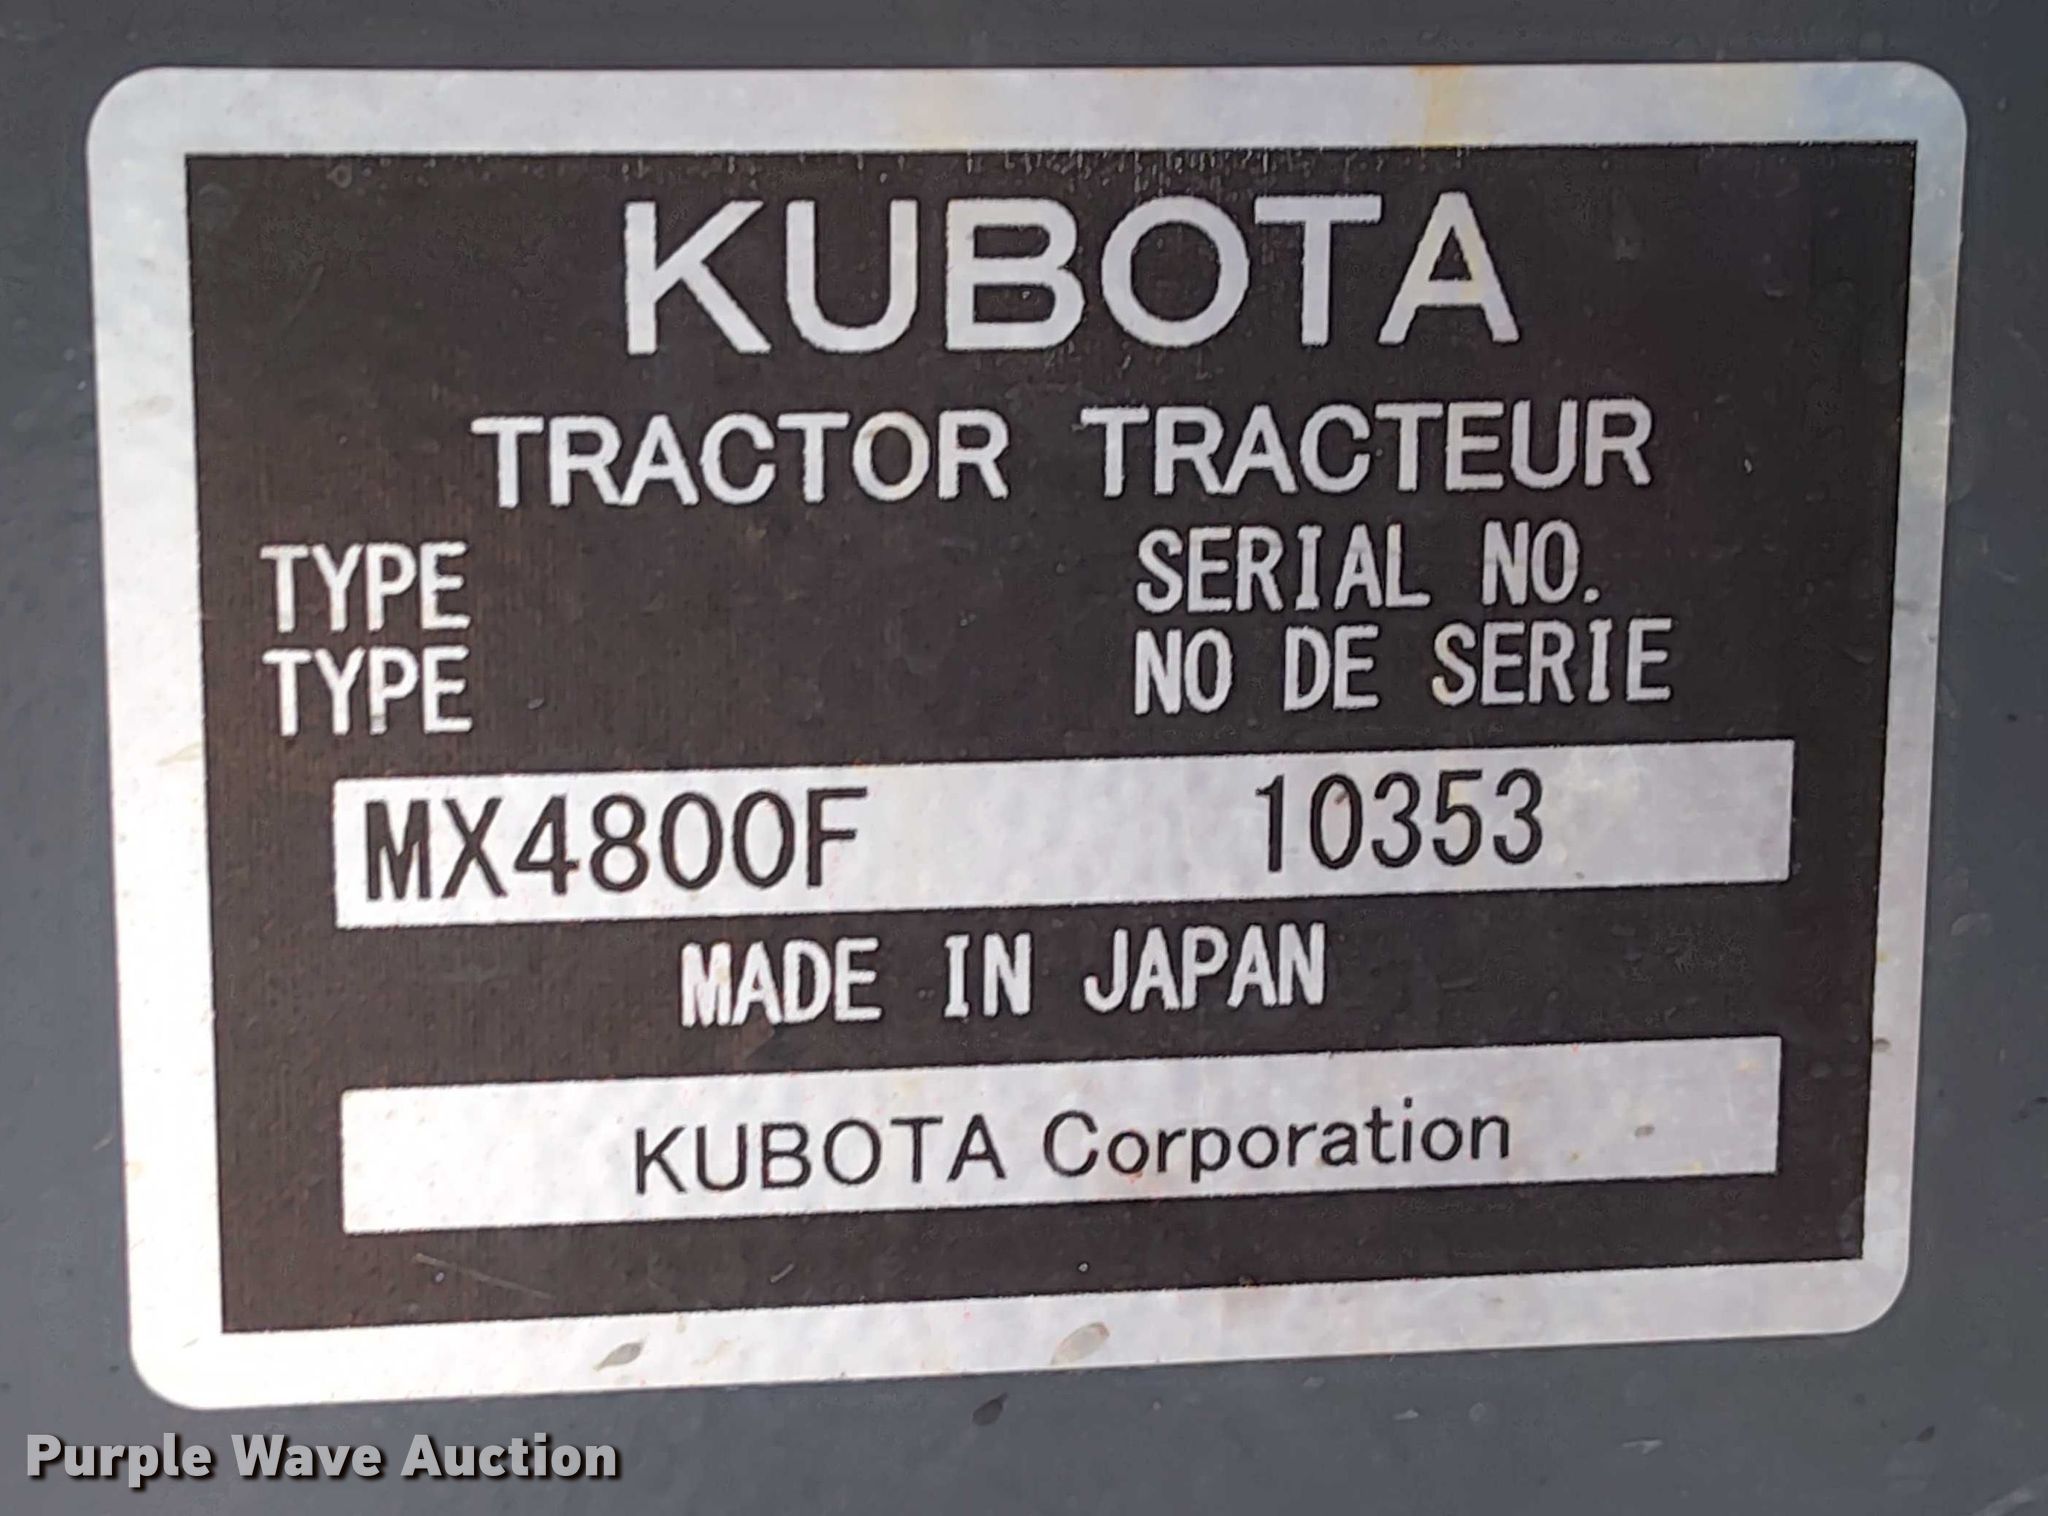 KUBOTA
TRACTOR TRACTEUR
TYPE SERIAL NO.
TYPE NO DE SERIE
MX4800F 10353
MADE IN JAPAN
KUBOTA Corporation
Purple Wave Auction